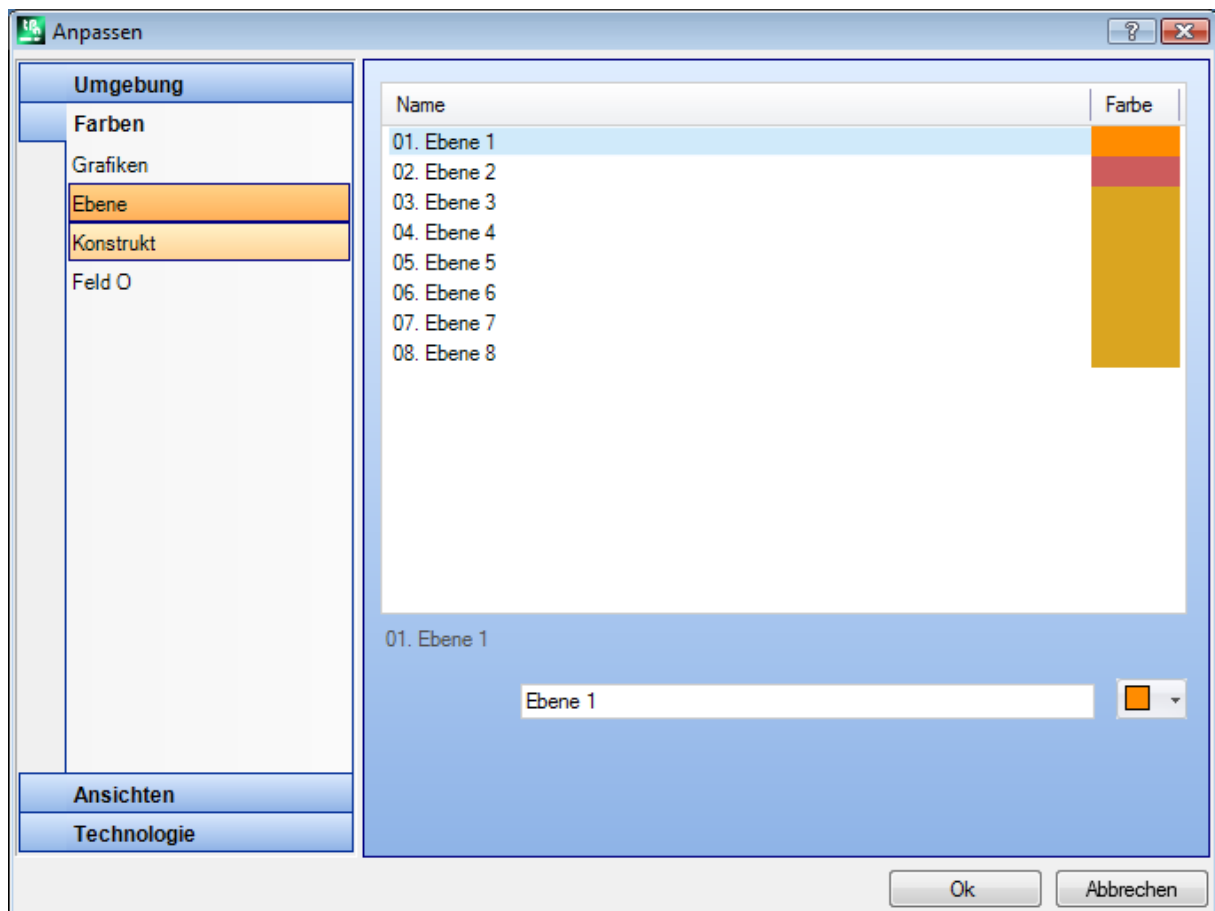 Anpassen
Umgebung
Farben
Grafiken
Ebene
Konstrukt
Feld O
Ansichten
Technologie
Name Farbe
01. Ebene 1
02. Ebene 2
03. Ebene 3
04. Ebene 4
05. Ebene 5
06. Ebene 6
07. Ebene 7
08. Ebene 8
01. Ebene 1
Ebene 1
Ok Abbrechen